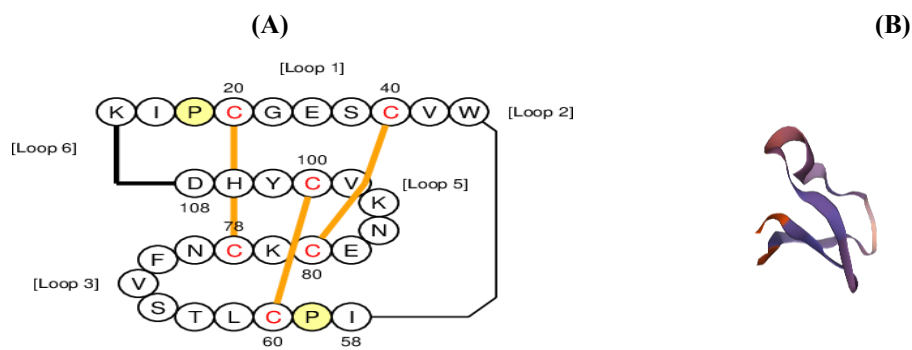 (A) (B)
[Loop 1]
20 40
K I P C G E S C V W [Loop 2]
[Loop 6]
100
D H Y C V [Loop 5]
108 K
78 N
F N C K C E
80
[Loop 3] V
S T L C P I
60 58